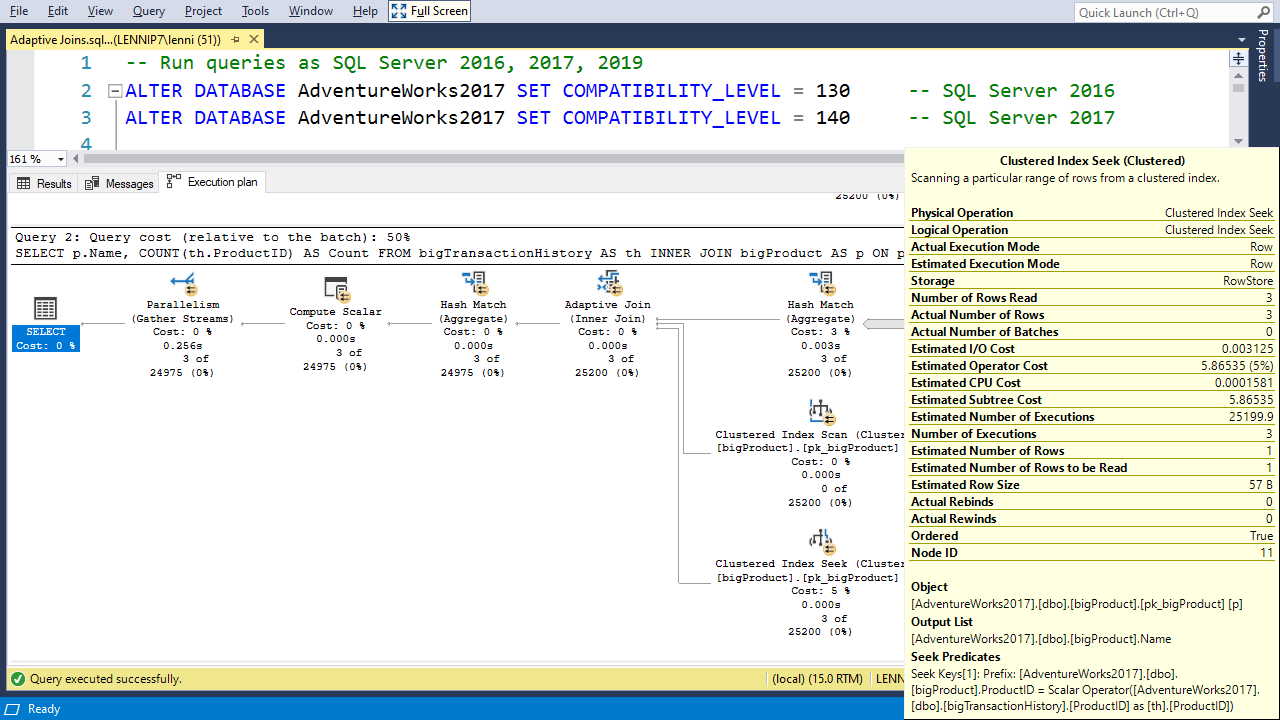 File Edit View Query Project Tools Window Help Full Screen
Quick Launch (Ctrl+Q)
Adaptive Joins.sql...(LENNIP7\lenni (51))
Properties
1 -- Run queries as SQL Server 2016, 2017, 2019
2 ALTER DATABASE AdventureWorks2017 SET COMPATIBILITY_LEVEL = 130 -- SQL Server 2016
3 ALTER DATABASE AdventureWorks2017 SET COMPATIBILITY_LEVEL = 140 -- SQL Server 2017
4
161 %
Results Messages Execution plan
25200 (0%)
Query 2: Query cost (relative to the batch): 50%
SELECT p.Name, COUNT(th.ProductID) AS Count FROM bigTransactionHistory AS th INNER JOIN bigProduct AS p ON p
SELECT
Cost: 0 %
Parallelism
(Gather Streams)
Cost: 0 %
0.256s
3 of
24975 (0%)
Compute Scalar
Cost: 0 %
0.000s
3 of
24975 (0%)
Hash Match
(Aggregate)
Cost: 0 %
0.000s
3 of
24975 (0%)
Adaptive Join
(Inner Join)
Cost: 0 %
0.000s
3 of
25200 (0%)
Hash Match
(Aggregate)
Cost: 3 %
0.003s
3 of
25200 (0%)
Clustered Index Scan (Cluster
[bigProduct].[pk_bigProduct]
Cost: 0 %
0.000s
0 of
25200 (0%)
Clustered Index Seek (Cluster
[bigProduct].[pk_bigProduct]
Cost: 5 %
0.000s
3 of
25200 (0%)
Clustered Index Seek (Clustered)
Scanning a particular range of rows from a clustered index.
Physical Operation Clustered Index Seek
Logical Operation Clustered Index Seek
Actual Execution Mode Row
Estimated Execution Mode Row
Storage RowStore
Number of Rows Read 3
Actual Number of Rows 3
Actual Number of Batches 0
Estimated I/O Cost 0.003125
Estimated Operator Cost 5.86535 (5%)
Estimated CPU Cost 0.0001581
Estimated Subtree Cost 5.86535
Estimated Number of Executions 25199.9
Number of Executions 3
Estimated Number of Rows 1
Estimated Number of Rows to be Read 1
Estimated Row Size 57 B
Actual Rebinds 0
Actual Rewinds 0
Ordered True
Node ID 11
Object
[AdventureWorks2017].[dbo].[bigProduct].[pk_bigProduct] [p]
Output List
[AdventureWorks2017].[dbo].[bigProduct].Name
Seek Predicates
Seek Keys[1]: Prefix: [AdventureWorks2017].[dbo].
[bigProduct].ProductID = Scalar Operator([AdventureWorks2017].
[dbo].[bigTransactionHistory].[ProductID] as [th].[ProductID])
Query executed successfully.
(local) (15.0 RTM) LENN
Ready